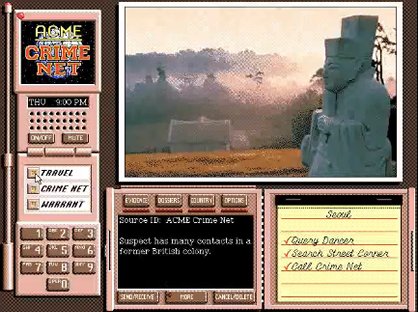 ACME
CRIME
NET
THU 9:00 PM
ON/OFF MUTE
TRAVEL
CRIME NET
WARRANT
EVIDENCE DOSSIERS COUNTRY OPTIONS
Source ID: ACME Crime Net
Suspect has many contacts in a
former British colony.
SEND/RECEIVE MORE CANCEL/DELETE
Seoul
✓Query Dancer
✓Search Street Corner
✓Call Crime Net
1 2 3
4 5 6
7 8 9
0